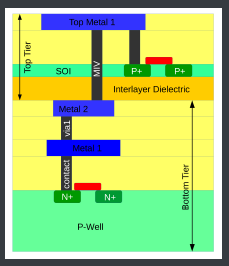 Top Metal 1
Top Tier
MIV
P+
P+
SOI
Interlayer Dielectric
Metal 2
via1
Metal 1
contact
N+
N+
Bottom Tier
P-Well